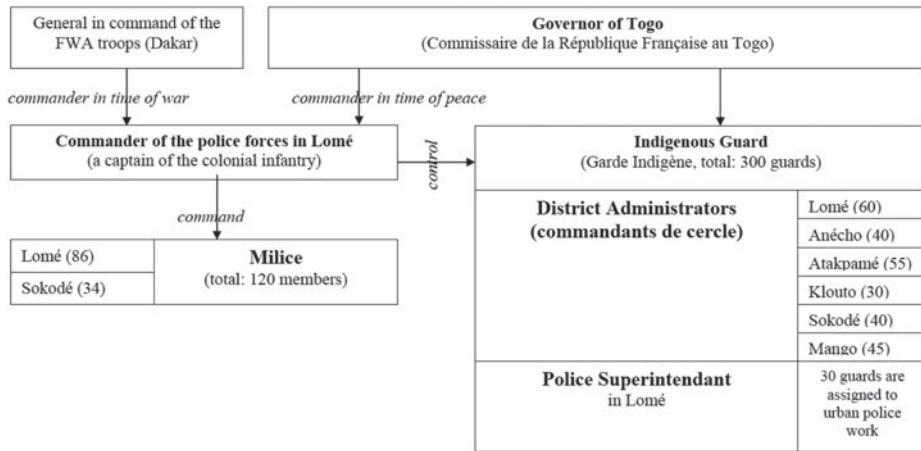 General in command of the
FWA troops (Dakar)
Governor of Togo
(Commissaire de la République Française au Togo)
commander in time of war
commander in time of peace
Commander of the police forces in Lomé
(a captain of the colonial infantry)
control
Indigenous Guard
(Garde Indigène, total: 300 guards)
command
Lomé (86)
Sokodé (34)
Milice
(total: 120 members)
District Administrators
(commandants de cercle)
Lomé (60)
Anécho (40)
Atakpamé (55)
Klouto (30)
Sokodé (40)
Mango (45)
Police Superintendant
in Lomé
30 guards are
assigned to
urban police
work